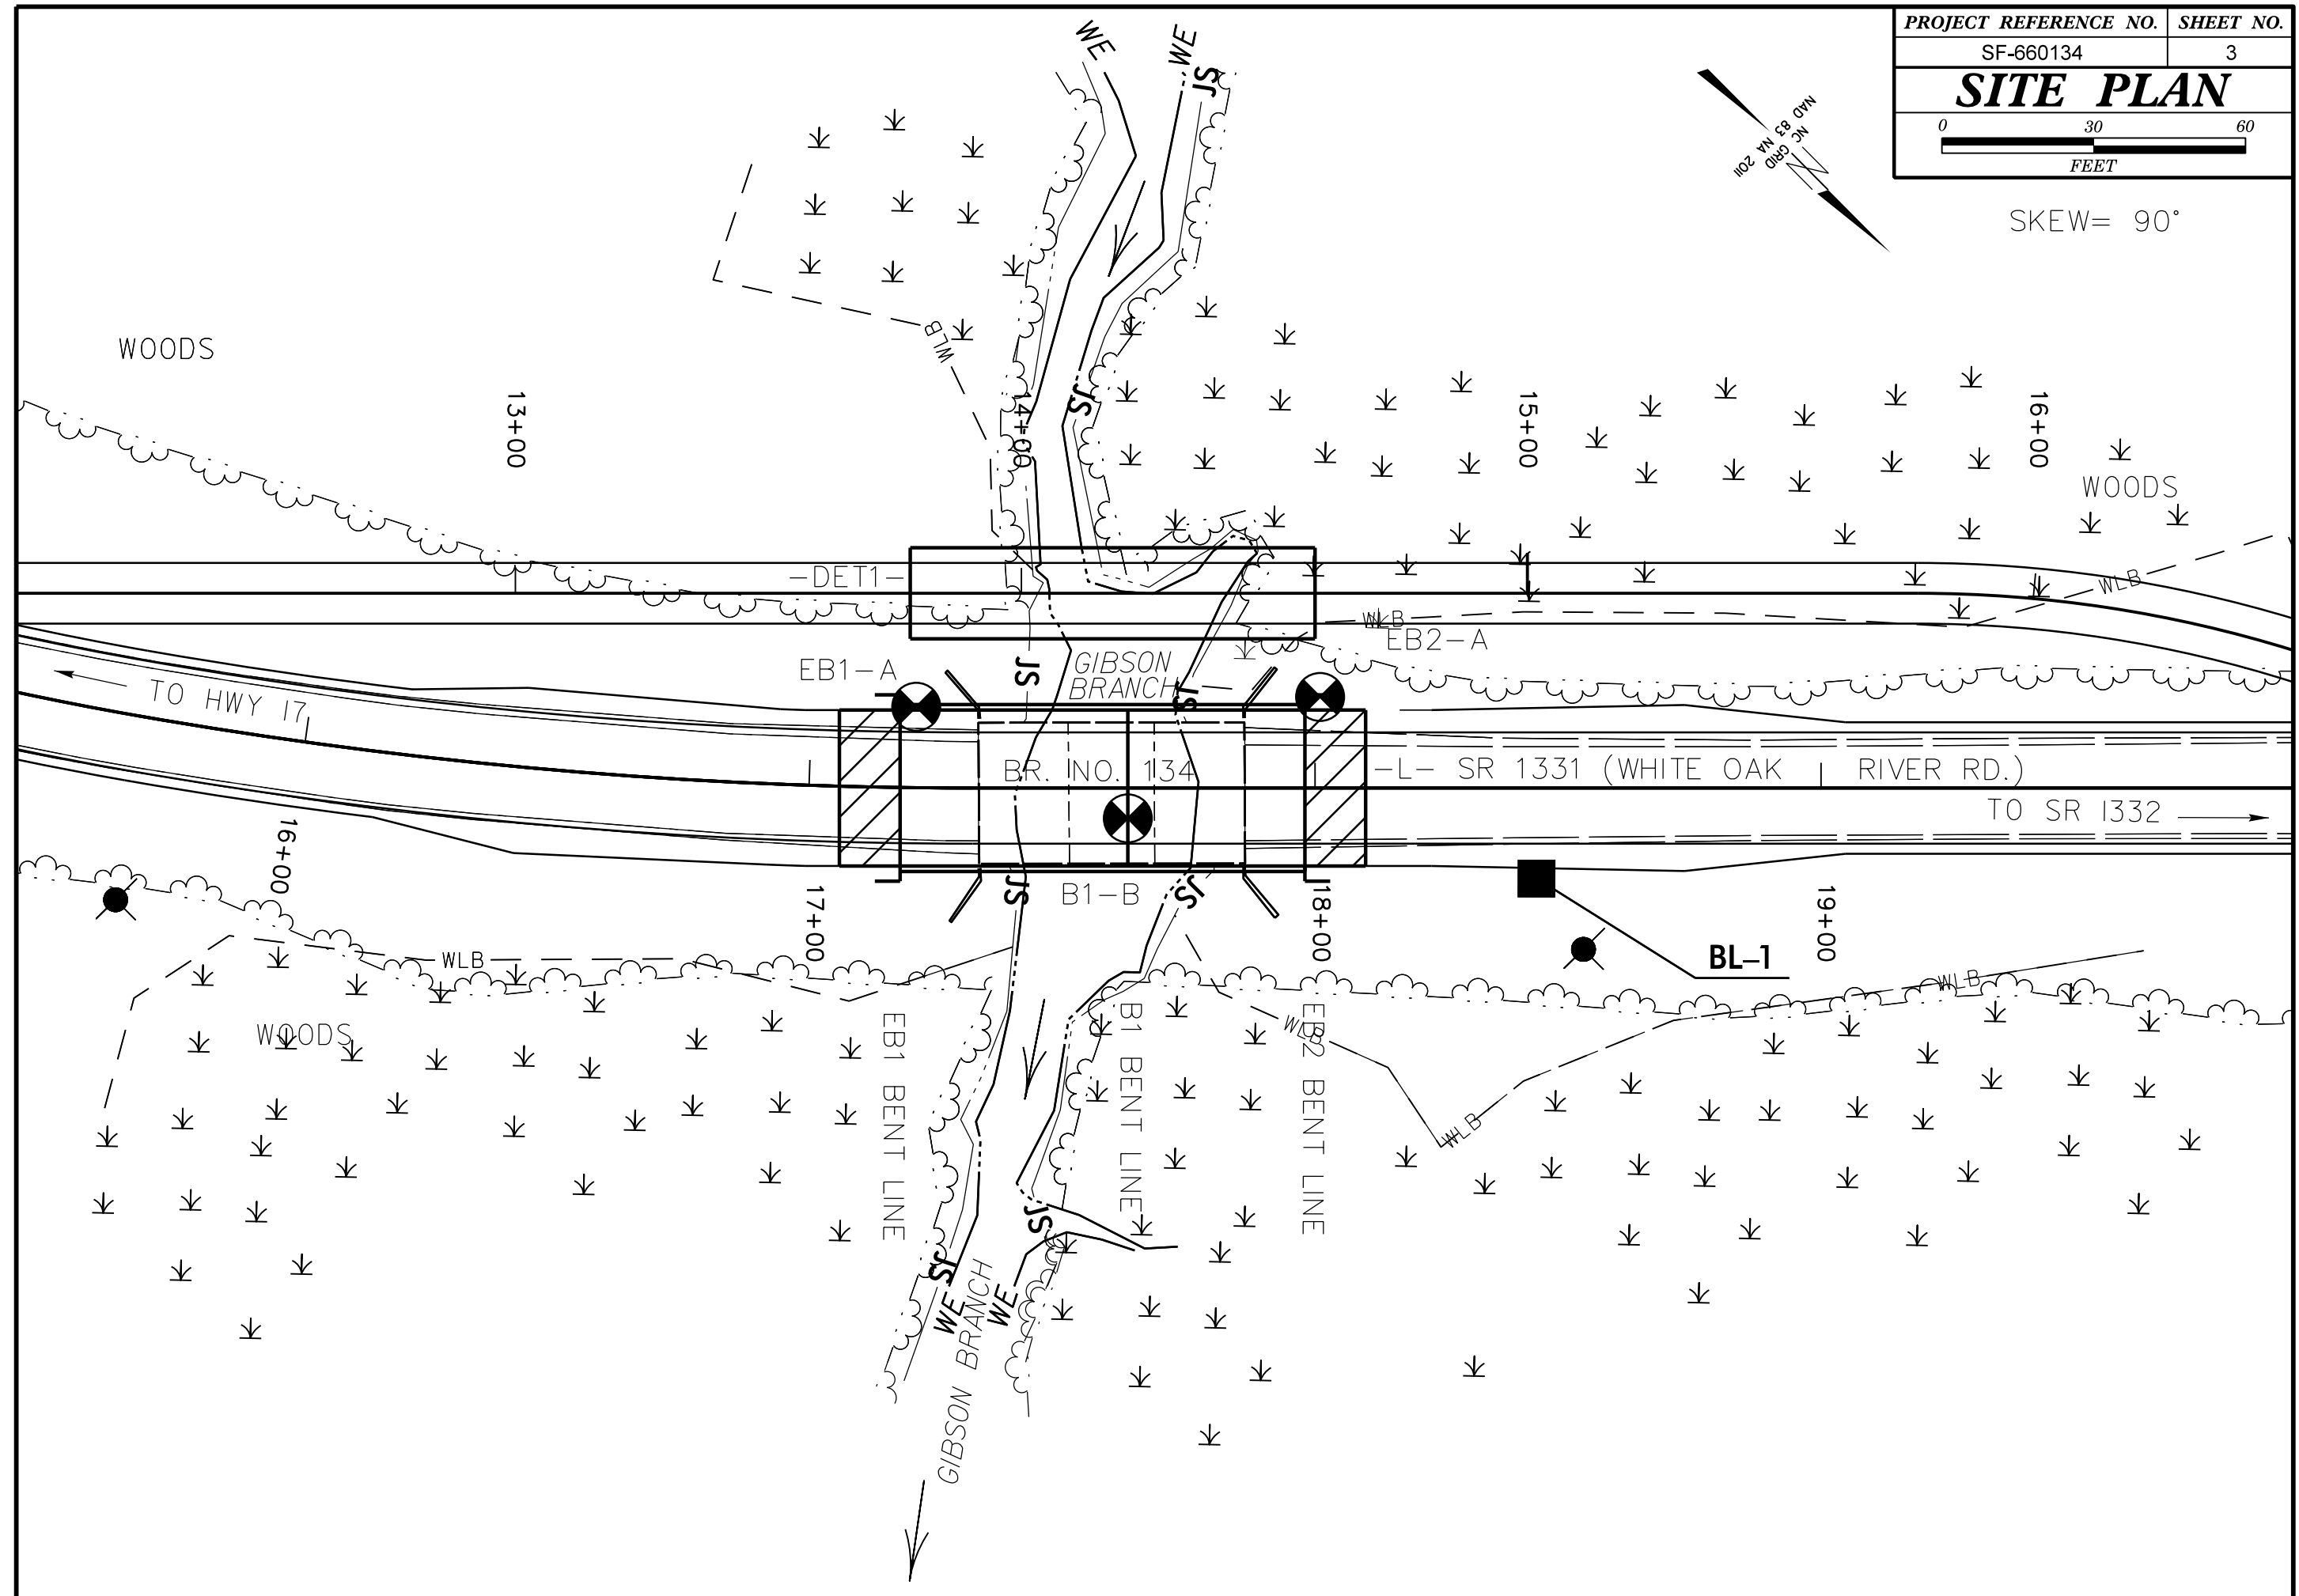 PROJECT REFERENCE NO. SHEET NO.
SF-660134 3
SITE PLAN
0 30 60
FEET
SKEW= 90°
NC GRID
NAD 83 NA 2011
WE
WE
JS
WOODS
WLB
13+00
14+00
JS
15+00
16+00
WOODS
-DET1-
WLB
WLB
EB2-A
EB1-A
JS
GIBSON
BRANCH
JS
TO HWY 17
BR. NO. 134
-L- SR 1331 (WHITE OAK RIVER RD.)
TO SR 1332
16+00
JS
B1-B
JS
17+00
18+00
19+00
BL-1
WLB
WLB
WOODS
WLB
WLB
EB1 BENT LINE
B1 BENT LINE
EB2 BENT LINE
JS
JS
WE
WE
GIBSON BRANCH